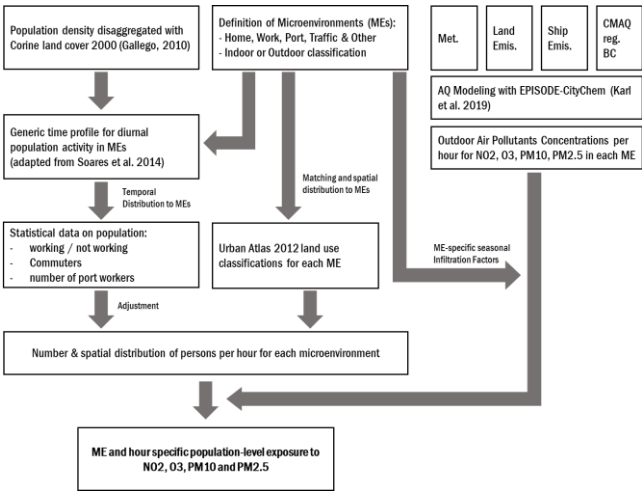 Population density disaggregated with
Corine land cover 2000 (Gallego, 2010)
Definition of Microenvironments (MEs):
- Home, Work, Port, Traffic & Other
- Indoor or Outdoor classification
Met.
Land
Emis.
Ship
Emis.
CMAQ
reg.
BC
AQ Modeling with EPISODE-CityChem (Karl
et al. 2019)
Generic time profile for diurnal
population activity in MEs
(adapted from Soares et al. 2014)
Outdoor Air Pollutants Concentrations per
hour for NO2, O3, PM10, PM2.5 in each ME
Temporal
Distribution to MEs
Matching and spatial
distribution to MEs
Statistical data on population:
- working / not working
- Commuters
- number of port workers
Urban Atlas 2012 land use
classifications for each ME
ME-specific seasonal
Infiltration Factors
Adjustment
Number & spatial distribution of persons per hour for each microenvironment
ME and hour specific population-level exposure to
NO2, O3, PM10 and PM2.5